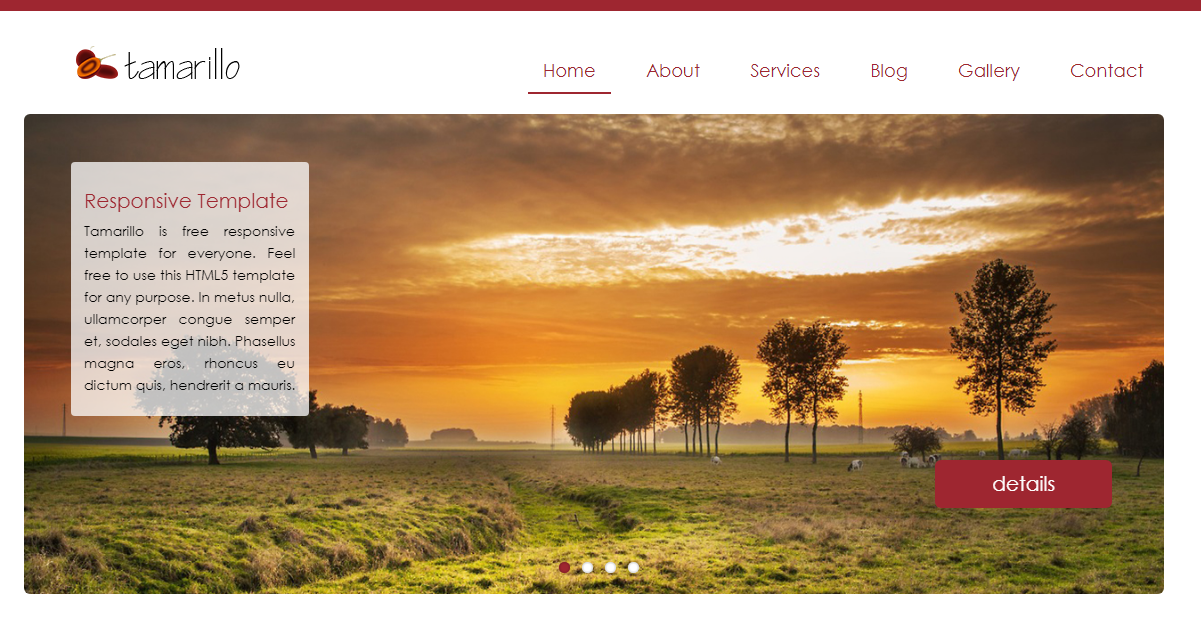 tamarillo
Home About Services Blog Gallery Contact
Responsive Template
Tamarillo is free responsive
template for everyone. Feel
free to use this HTML5 template
for any purpose. In metus nulla,
ullamcorper congue semper
et, sodales eget nibh. Phasellus
magna eros, rhoncus eu
dictum quis, hendrerit a mauris.
details